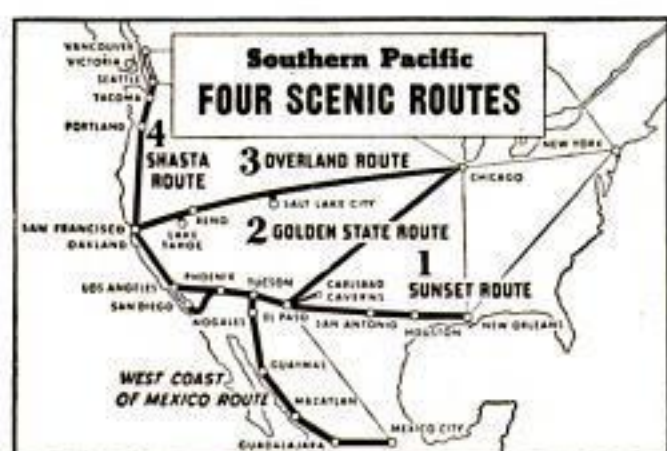 Southern Pacific
FOUR SCENIC ROUTES
VANCOUVER
VICTORIA
SEATTLE
TACOMA
PORTLAND
4
SHASTA
ROUTE
3 OVERLAND ROUTE
NEW YORK
CHICAGO
SALT LAKE CITY
RENO
LAKE
TAHOE
SAN FRANCISCO
OAKLAND
2 GOLDEN STATE ROUTE
1
SUNSET ROUTE
LOS ANGELES
SAN DIEGO
PHOENIX
TUCSON
CARLSBAD
CAVERNS
NOGALES
EL PASO
SAN ANTONIO
HOUSTON
NEW ORLEANS
GUAYMAS
WEST COAST
OF MEXICO ROUTE
MAZATLAN
MEXICO CITY
GUADALAJARA